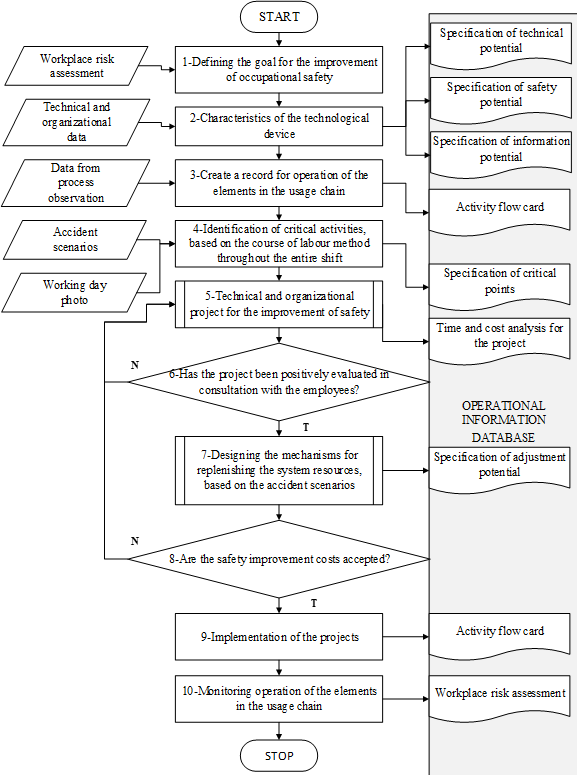 START
Workplace risk
assessment
1-Defining the goal for the improvement
of occupational safety
Specification of technical
potential
Technical and
organizational
data
2-Characteristics of the technological
device
Specification of safety
potential
Specification of information
potential
Data from
process
observation
3-Create a record for operation of the
elements in the usage chain
Activity flow card
Accident
scenarios
4-Identification of critical activities,
based on the course of labour method
throughout the entire shift
Working day
photo
Specification of critical
points
5-Technical and organizational
project for the improvement of safety
Time and cost analysis for
the project
N
6-Has the project been positively evaluated in
consultation with the employees?
T
OPERATIONAL
INFORMATION
DATABASE
7-Designing the mechanisms for
replenishing the system resources,
based on the accident scenarios
Specification of adjustment
potential
N
8-Are the safety improvement costs accepted?
T
9-Implementation of the projects
Activity flow card
10-Monitoring operation of the elements
in the usage chain
Workplace risk assessment
STOP